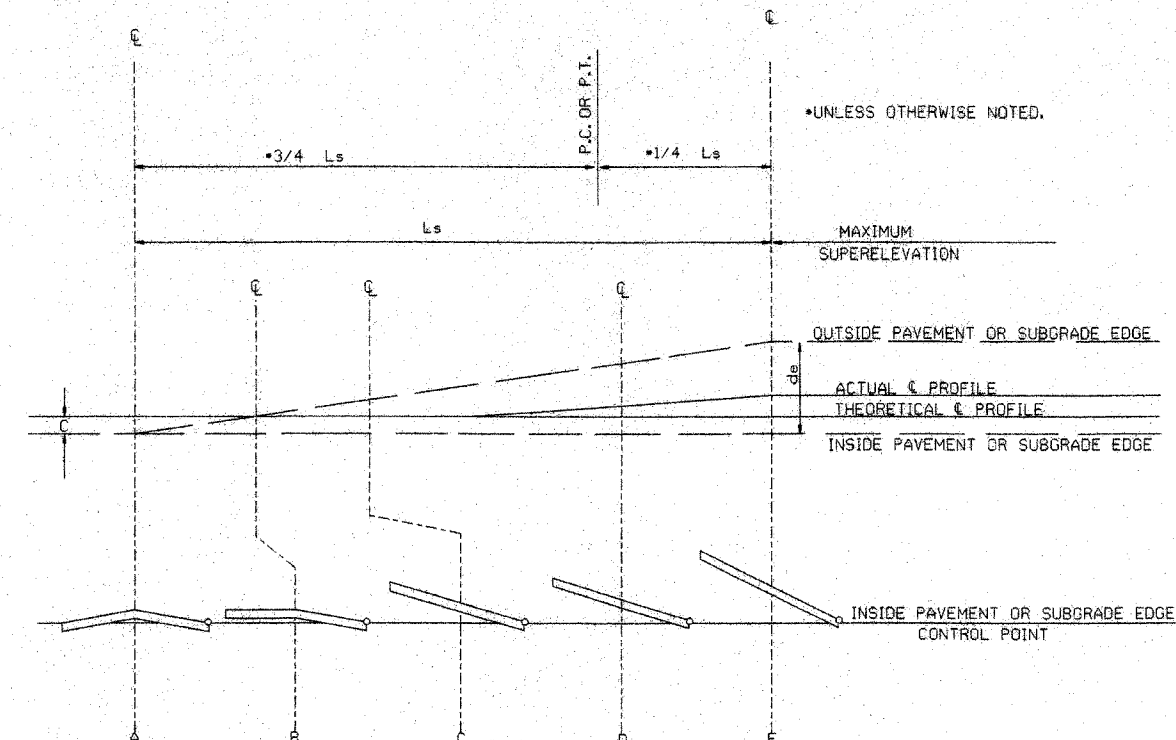 ℄
℄
P.C. OR P.T.
*UNLESS OTHERWISE NOTED.
*3/4 Ls
*1/4 Ls
Ls
MAXIMUM
SUPERELEVATION
℄
℄
℄
OUTSIDE PAVEMENT OR SUBGRADE EDGE
de
ACTUAL ℄ PROFILE
THEORETICAL ℄ PROFILE
C
INSIDE PAVEMENT OR SUBGRADE EDGE
INSIDE PAVEMENT OR SUBGRADE EDGE
CONTROL POINT
A B C D E